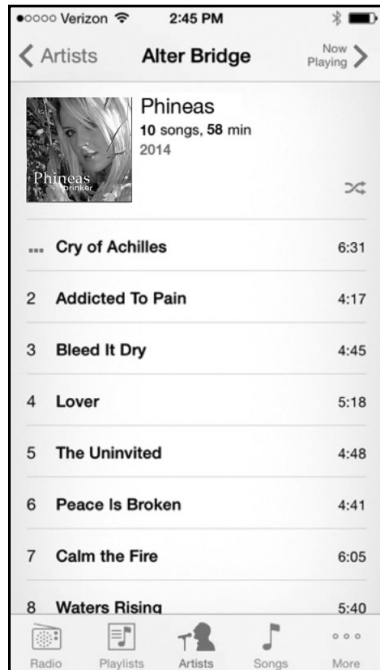 Verizon 2:45 PM
Artists Alter Bridge Now Playing
Phineas
10 songs, 58 min
2014
Phineas
brinker
Cry of Achilles 6:31
2 Addicted To Pain 4:17
3 Bleed It Dry 4:45
4 Lover 5:18
5 The Uninvited 4:48
6 Peace Is Broken 4:41
7 Calm the Fire 6:05
8 Waters Rising 5:40
Radio Playlists Artists Songs More